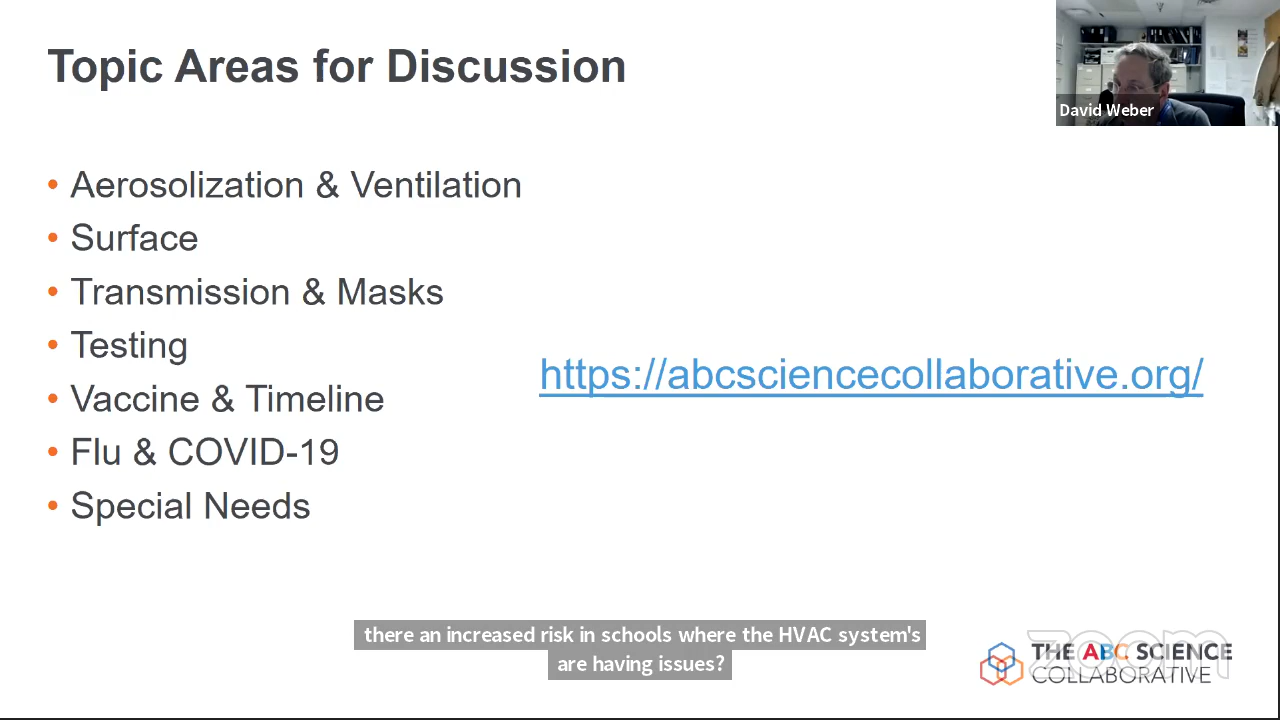 Topic Areas for Discussion
David Weber
• Aerosolization & Ventilation
• Surface
• Transmission & Masks
• Testing
• Vaccine & Timeline
• Flu & COVID-19
• Special Needs
https://abcsciencecollaborative.org/
there an increased risk in schools where the HVAC system's
are having issues?
THE ABC SCIENCE
COLLABORATIVE
zoom